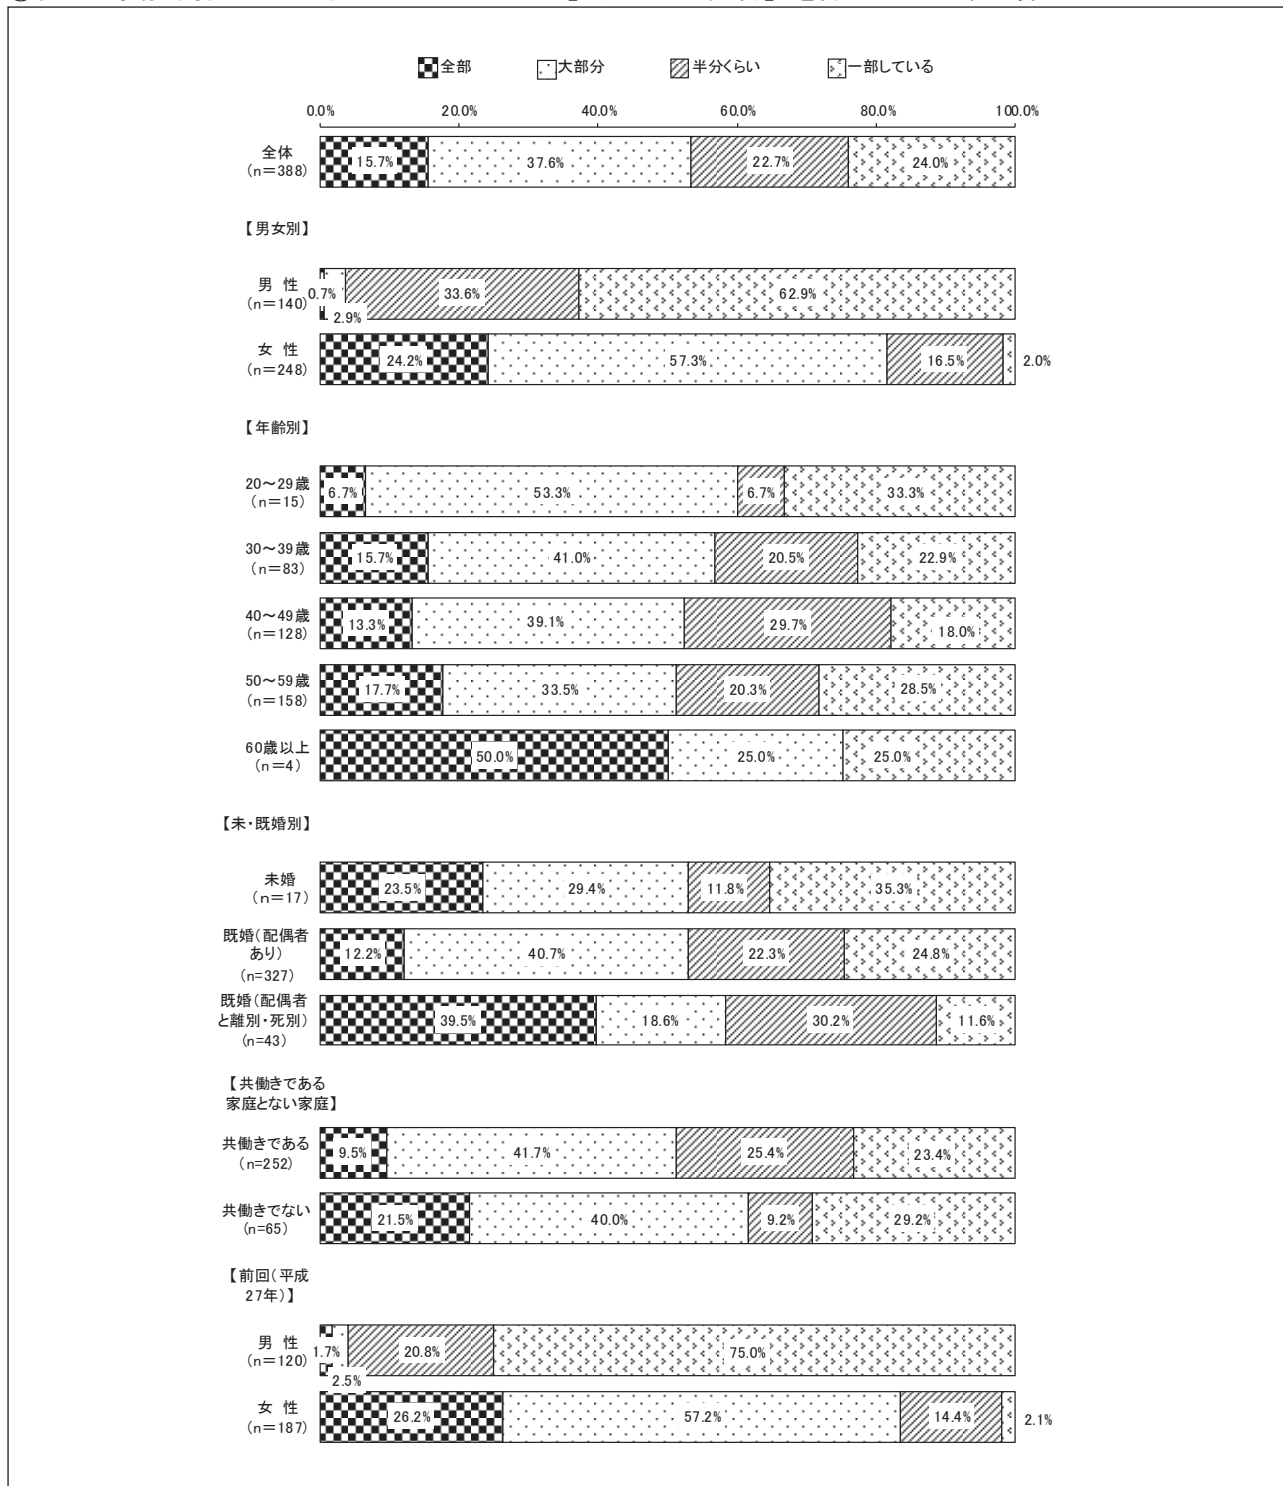 全部 大部分 半分くらい 一部している
0.0% 20.0% 40.0% 60.0% 80.0% 100.0%
全体
(n=388)
15.7% 37.6% 22.7% 24.0%
【男女別】
男 性
(n=140)
0.7% 2.9% 33.6% 62.9%
女 性
(n=248)
24.2% 57.3% 16.5% 2.0%
【年齢別】
20～29歳
(n=15)
6.7% 53.3% 6.7% 33.3%
30～39歳
(n=83)
15.7% 41.0% 20.5% 22.9%
40～49歳
(n=128)
13.3% 39.1% 29.7% 18.0%
50～59歳
(n=158)
17.7% 33.5% 20.3% 28.5%
60歳以上
(n=4)
50.0% 25.0% 25.0%
【未・既婚別】
未婚
(n=17)
23.5% 29.4% 11.8% 35.3%
既婚(配偶者
あり)
(n=327)
12.2% 40.7% 22.3% 24.8%
既婚(配偶者
と離別・死別)
(n=43)
39.5% 18.6% 30.2% 11.6%
【共働きである
家庭とない家庭】
共働きである
(n=252)
9.5% 41.7% 25.4% 23.4%
共働きでない
(n=65)
21.5% 40.0% 9.2% 29.2%
【前回(平成
27年)】
男 性
(n=120)
1.7% 2.5% 20.8% 75.0%
女 性
(n=187)
26.2% 57.2% 14.4% 2.1%